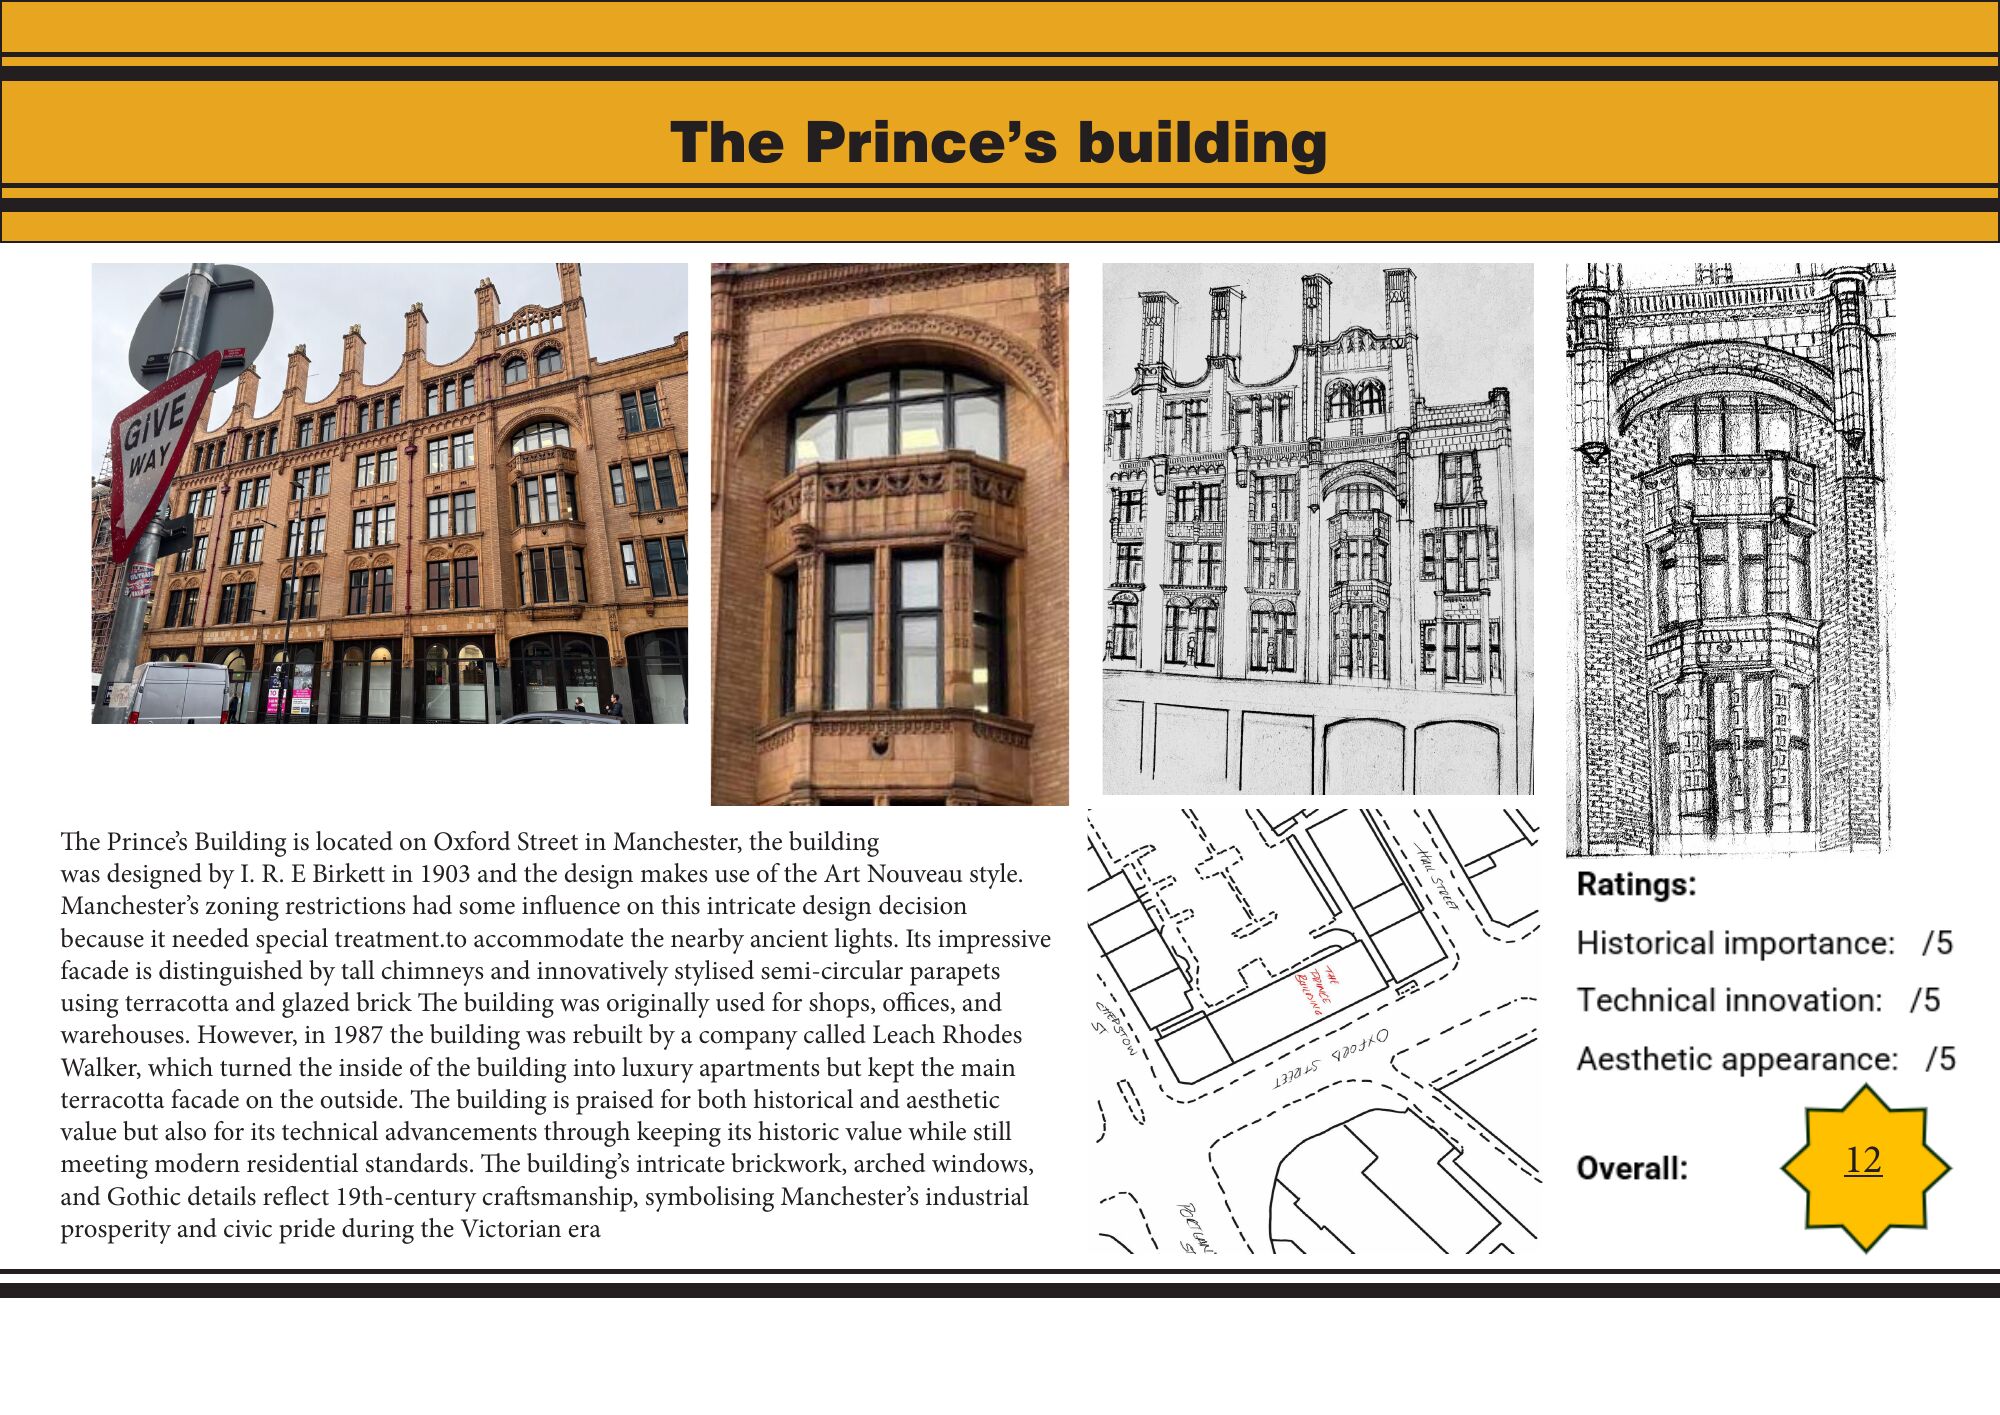 The Prince’s building
GIVE
WAY
The Prince’s Building is located on Oxford Street in Manchester, the building
was designed by I. R. E Birkett in 1903 and the design makes use of the Art Nouveau style.
Manchester’s zoning restrictions had some influence on this intricate design decision
because it needed special treatment.to accommodate the nearby ancient lights. Its impressive
facade is distinguished by tall chimneys and innovatively stylised semi-circular parapets
using terracotta and glazed brick The building was originally used for shops, offices, and
warehouses. However, in 1987 the building was rebuilt by a company called Leach Rhodes
Walker, which turned the inside of the building into luxury apartments but kept the main
terracotta facade on the outside. The building is praised for both historical and aesthetic
value but also for its technical advancements through keeping its historic value while still
meeting modern residential standards. The building’s intricate brickwork, arched windows,
and Gothic details reflect 19th-century craftsmanship, symbolising Manchester’s industrial
prosperity and civic pride during the Victorian era
HALL STREET
THE
PRINCE
BUILDING
CHEPSTOW
ST
OXFORD STREET
PORTLAN
ST
Ratings:
Historical importance: /5
Technical innovation: /5
Aesthetic appearance: /5
Overall: 12